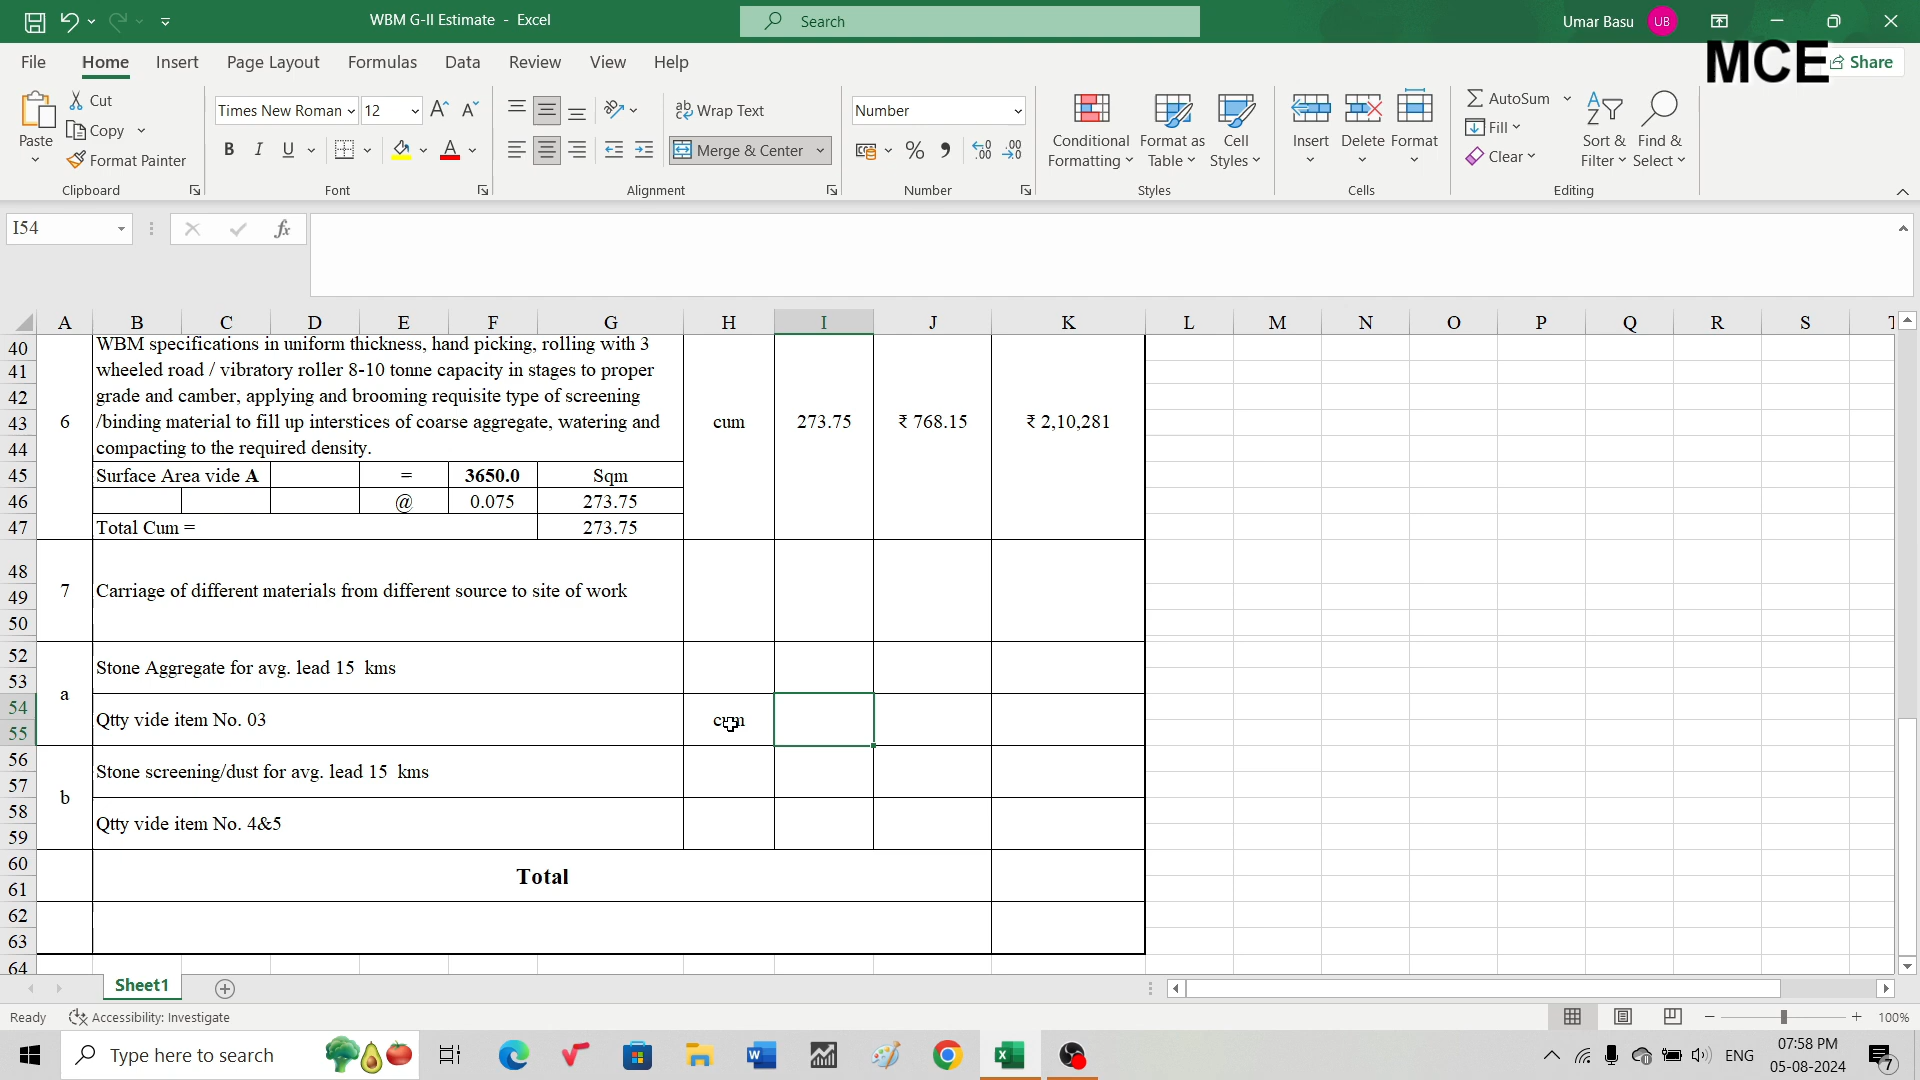 WBM G-II Estimate - Excel
Search
Umar Basu
UB
MCE
File Home Insert Page Layout Formulas Data Review View Help
Share
Paste
Cut
Copy
Format Painter
Clipboard
Times New Roman 12
B I U
Font
Wrap Text
Merge & Center
Alignment
Number
Number
Conditional Formatting
Format as Table
Cell Styles
Styles
Insert Delete Format
Cells
AutoSum
Fill
Clear
Sort & Filter
Find & Select
Editing
I54
fx
A B C D E F G H I J K L M N O P Q R S
40 WBM specifications in uniform thickness, hand picking, rolling with 3
41 wheeled road / vibratory roller 8-10 tonne capacity in stages to proper
42 grade and camber, applying and brooming requisite type of screening
43 6 /binding material to fill up interstices of coarse aggregate, watering and cum 273.75 ₹ 768.15 ₹ 2,10,281
44 compacting to the required density.
45 Surface Area vide A = 3650.0 Sqm
46 @ 0.075 273.75
47 Total Cum = 273.75
48
49 7 Carriage of different materials from different source to site of work
50
52 Stone Aggregate for avg. lead 15 kms
53
a
54 Qtty vide item No. 03 cum
55
56 Stone screening/dust for avg. lead 15 kms
57
b
58 Qtty vide item No. 4&5
59
60 Total
61
62
63
64
Sheet1
Ready Accessibility: Investigate
100%
Type here to search
ENG
07:58 PM
05-08-2024
7